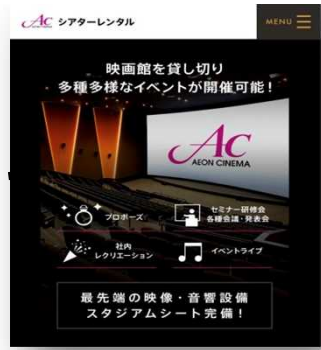 Ac シアターレンタル
MENU
映画館を貸し切り
多種多様なイベントが開催可能！
Ac
AEON CINEMA
プロポーズ
セミナー研修会
各種会議・発表会
社内
レクリエーション
イベントライブ
最先端の映像・音響設備
スタジアムシート完備！